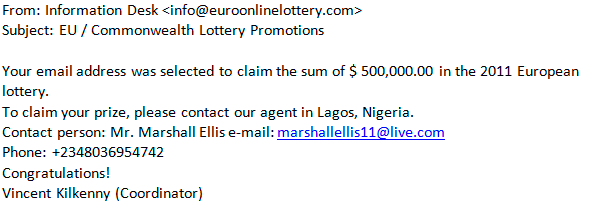 From: Information Desk <info@euroonlinelottery.com>
Subject: EU / Commonwealth Lottery Promotions
Your email address was selected to claim the sum of $ 500,000.00 in the 2011 European
lottery.
To claim your prize, please contact our agent in Lagos, Nigeria.
Contact person: Mr. Marshall Ellis e-mail: marshallellis11@live.com
Phone: +2348036954742
Congratulations!
Vincent Kilkenny (Coordinator)